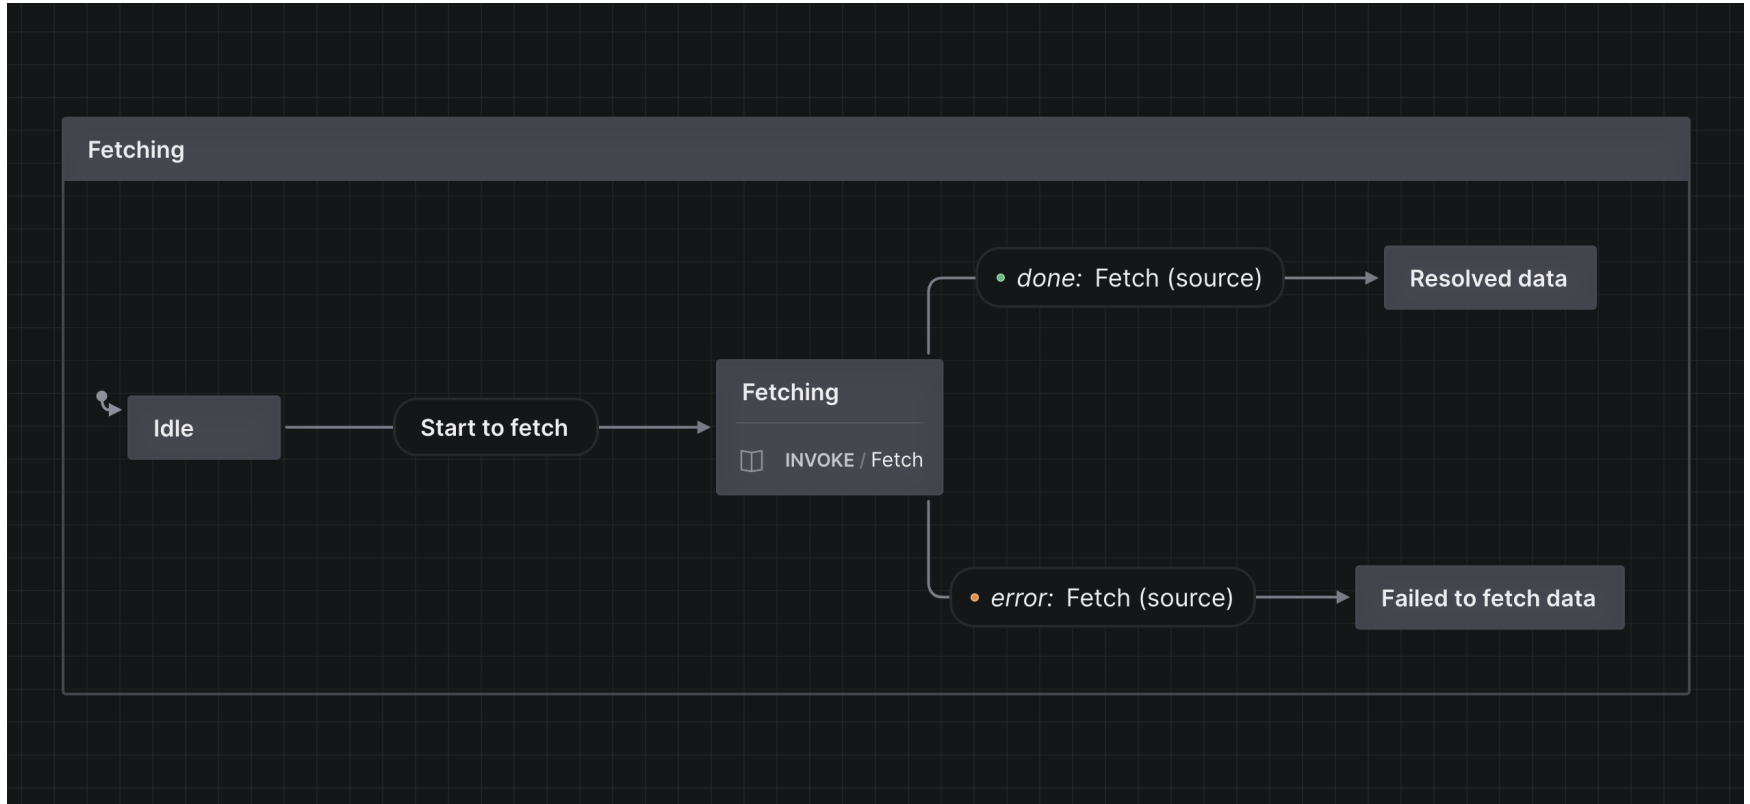 Fetching
Idle
Start to fetch
Fetching
INVOKE / Fetch
done: Fetch (source)
Resolved data
error: Fetch (source)
Failed to fetch data